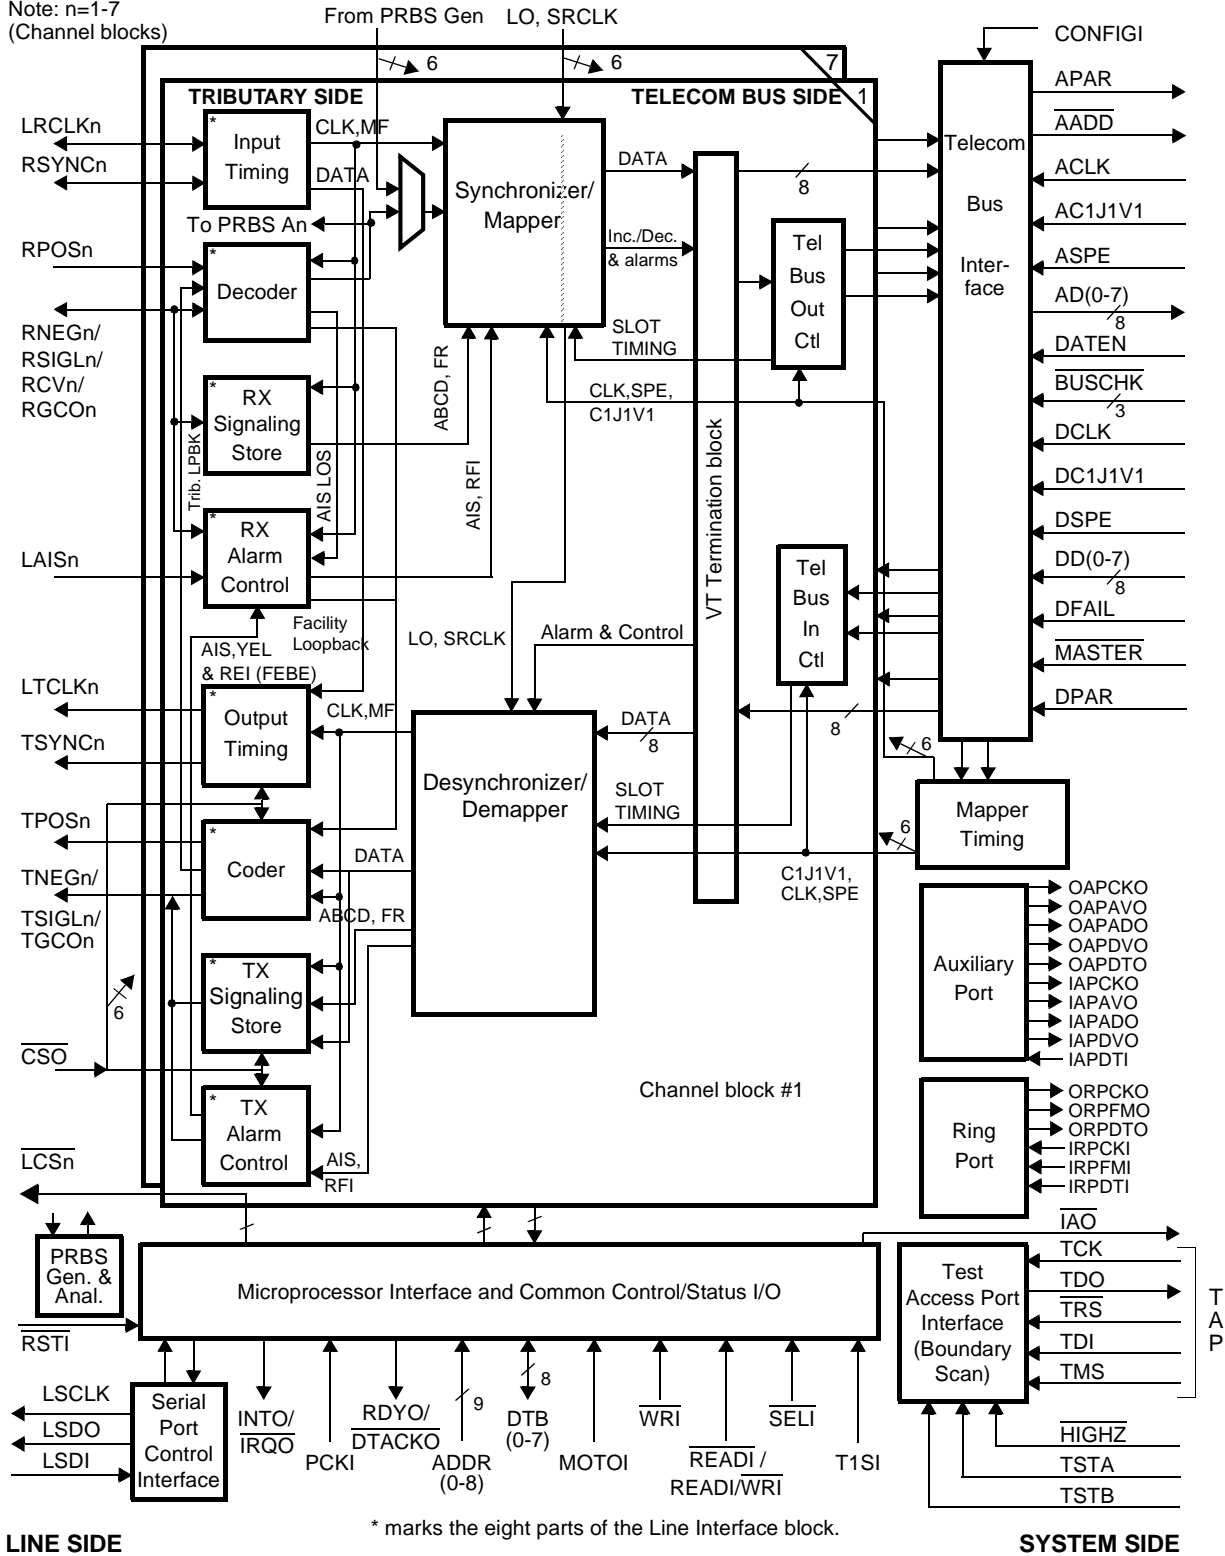 Note: n=1-7
(Channel blocks)
From PRBS Gen
LO, SRCLK
6
6
7
1
CONFIGI
TRIBUTARY SIDE
TELECOM BUS SIDE
LRCLKn
RSYNCn
RPOSn
RNEGn/
RSIGLn/
RCVn/
RGCOn
LAISn
LTCLKn
TSYNCn
TPOSn
TNEGn/
TSIGLn/
TGCOn
CSO
LCSn
* Input
Timing
CLK,MF
DATA
To PRBS An
* Decoder
* RX
Signaling
Store
Trib. LPBK
AIS LOS
* RX
Alarm
Control
Facility
Loopback
AIS,YEL
& REI (FEBE)
* Output
Timing
CLK,MF
* Coder
DATA
ABCD, FR
* TX
Signaling
Store
6
* TX
Alarm
Control
AIS,
RFI
Synchronizer/
Mapper
DATA
Inc./Dec.
& alarms
SLOT
TIMING
CLK,SPE,
C1J1V1
ABCD, FR
AIS, RFI
LO, SRCLK
Alarm & Control
VT Termination block
8
Tel
Bus
Out
Ctl
Tel
Bus
In
Ctl
8
DATA
8
Desynchronizer/
Demapper
SLOT
TIMING
C1J1V1,
CLK,SPE
6
6
Channel block #1
Telecom
Bus
Inter-
face
APAR
AADD
ACLK
AC1J1V1
ASPE
AD(0-7)
8
DATEN
BUSCHK
3
DCLK
DC1J1V1
DSPE
DD(0-7)
8
DFAIL
MASTER
DPAR
Mapper
Timing
Auxiliary
Port
OAPCKO
OAPAVO
OAPADO
OAPDVO
OAPDTO
IAPCKO
IAPAVO
IAPADO
IAPDVO
IAPDTI
Ring
Port
ORPCKO
ORPFMO
ORPDTO
IRPCKI
IRPFMI
IRPDTI
IAO
PRBS
Gen. &
Anal.
RSTI
Microprocessor Interface and Common Control/Status I/O
Test
Access Port
Interface
(Boundary
Scan)
TCK
TDO
TRS
TDI
TMS
TAP
HIGHZ
TSTA
TSTB
LSCLK
LSDO
LSDI
Serial
Port
Control
Interface
INTO/
IRQO
PCKI
RDYO/
DTACKO
9
ADDR
(0-8)
8
DTB
(0-7)
MOTOI
WRI
READI /
READI/WRI
SELI
T1SI
* marks the eight parts of the Line Interface block.
LINE SIDE
SYSTEM SIDE